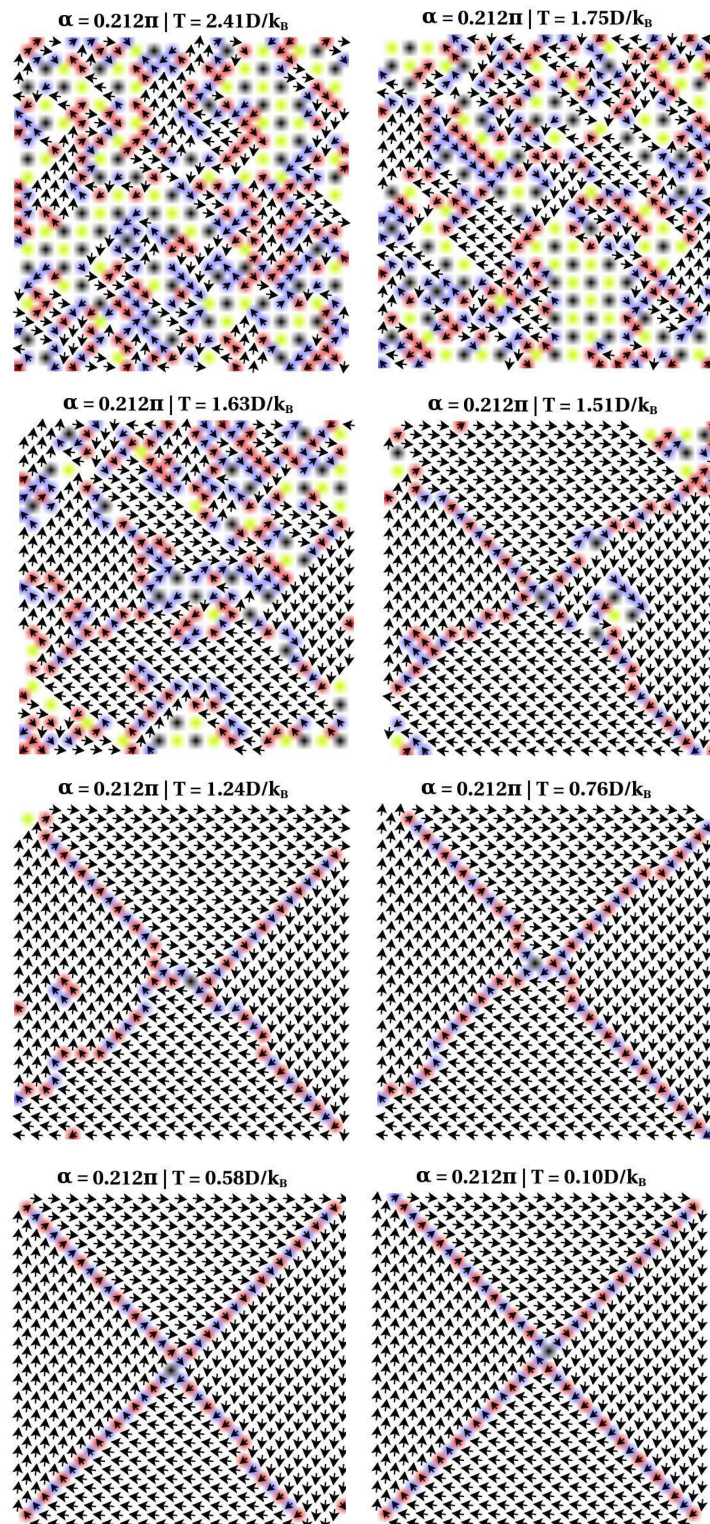 α = 0.212π | T = 2.41D/k_B
α = 0.212π | T = 1.75D/k_B
α = 0.212π | T = 1.63D/k_B
α = 0.212π | T = 1.51D/k_B
α = 0.212π | T = 1.24D/k_B
α = 0.212π | T = 0.76D/k_B
α = 0.212π | T = 0.58D/k_B
α = 0.212π | T = 0.10D/k_B